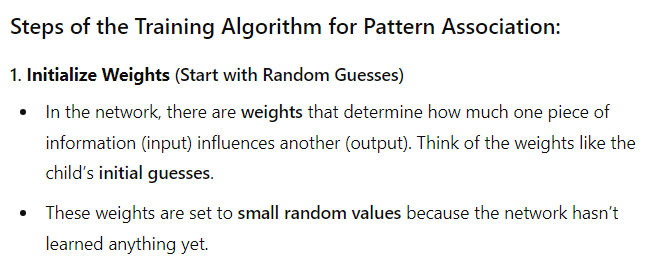 Steps of the Training Algorithm for Pattern Association:
1. Initialize Weights (Start with Random Guesses)
• In the network, there are weights that determine how much one piece of
information (input) influences another (output). Think of the weights like the
child’s initial guesses.
• These weights are set to small random values because the network hasn’t
learned anything yet.